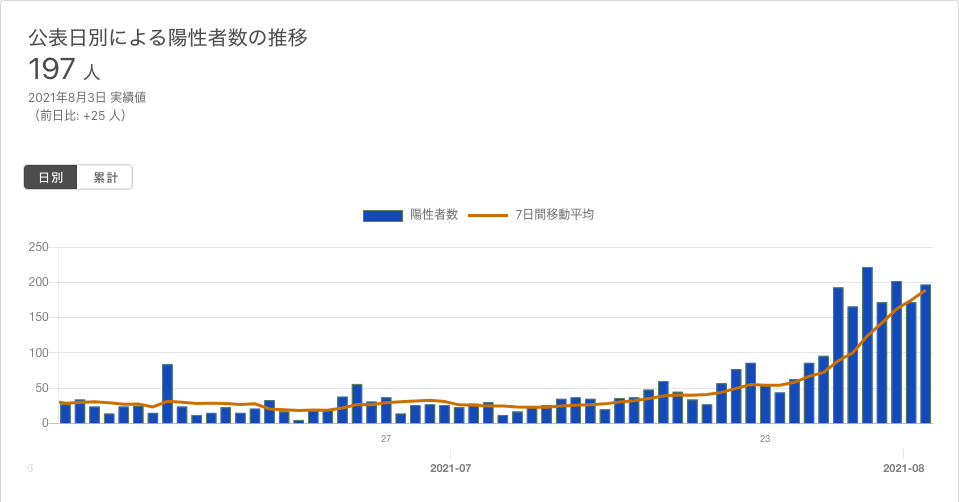 公表日別による陽性者数の推移
197 人
2021年8月3日 実績値
（前日比: +25 人）
日別 累計
陽性者数 7日間移動平均
250
200
150
100
50
0
27 23
6 2021-07 2021-08